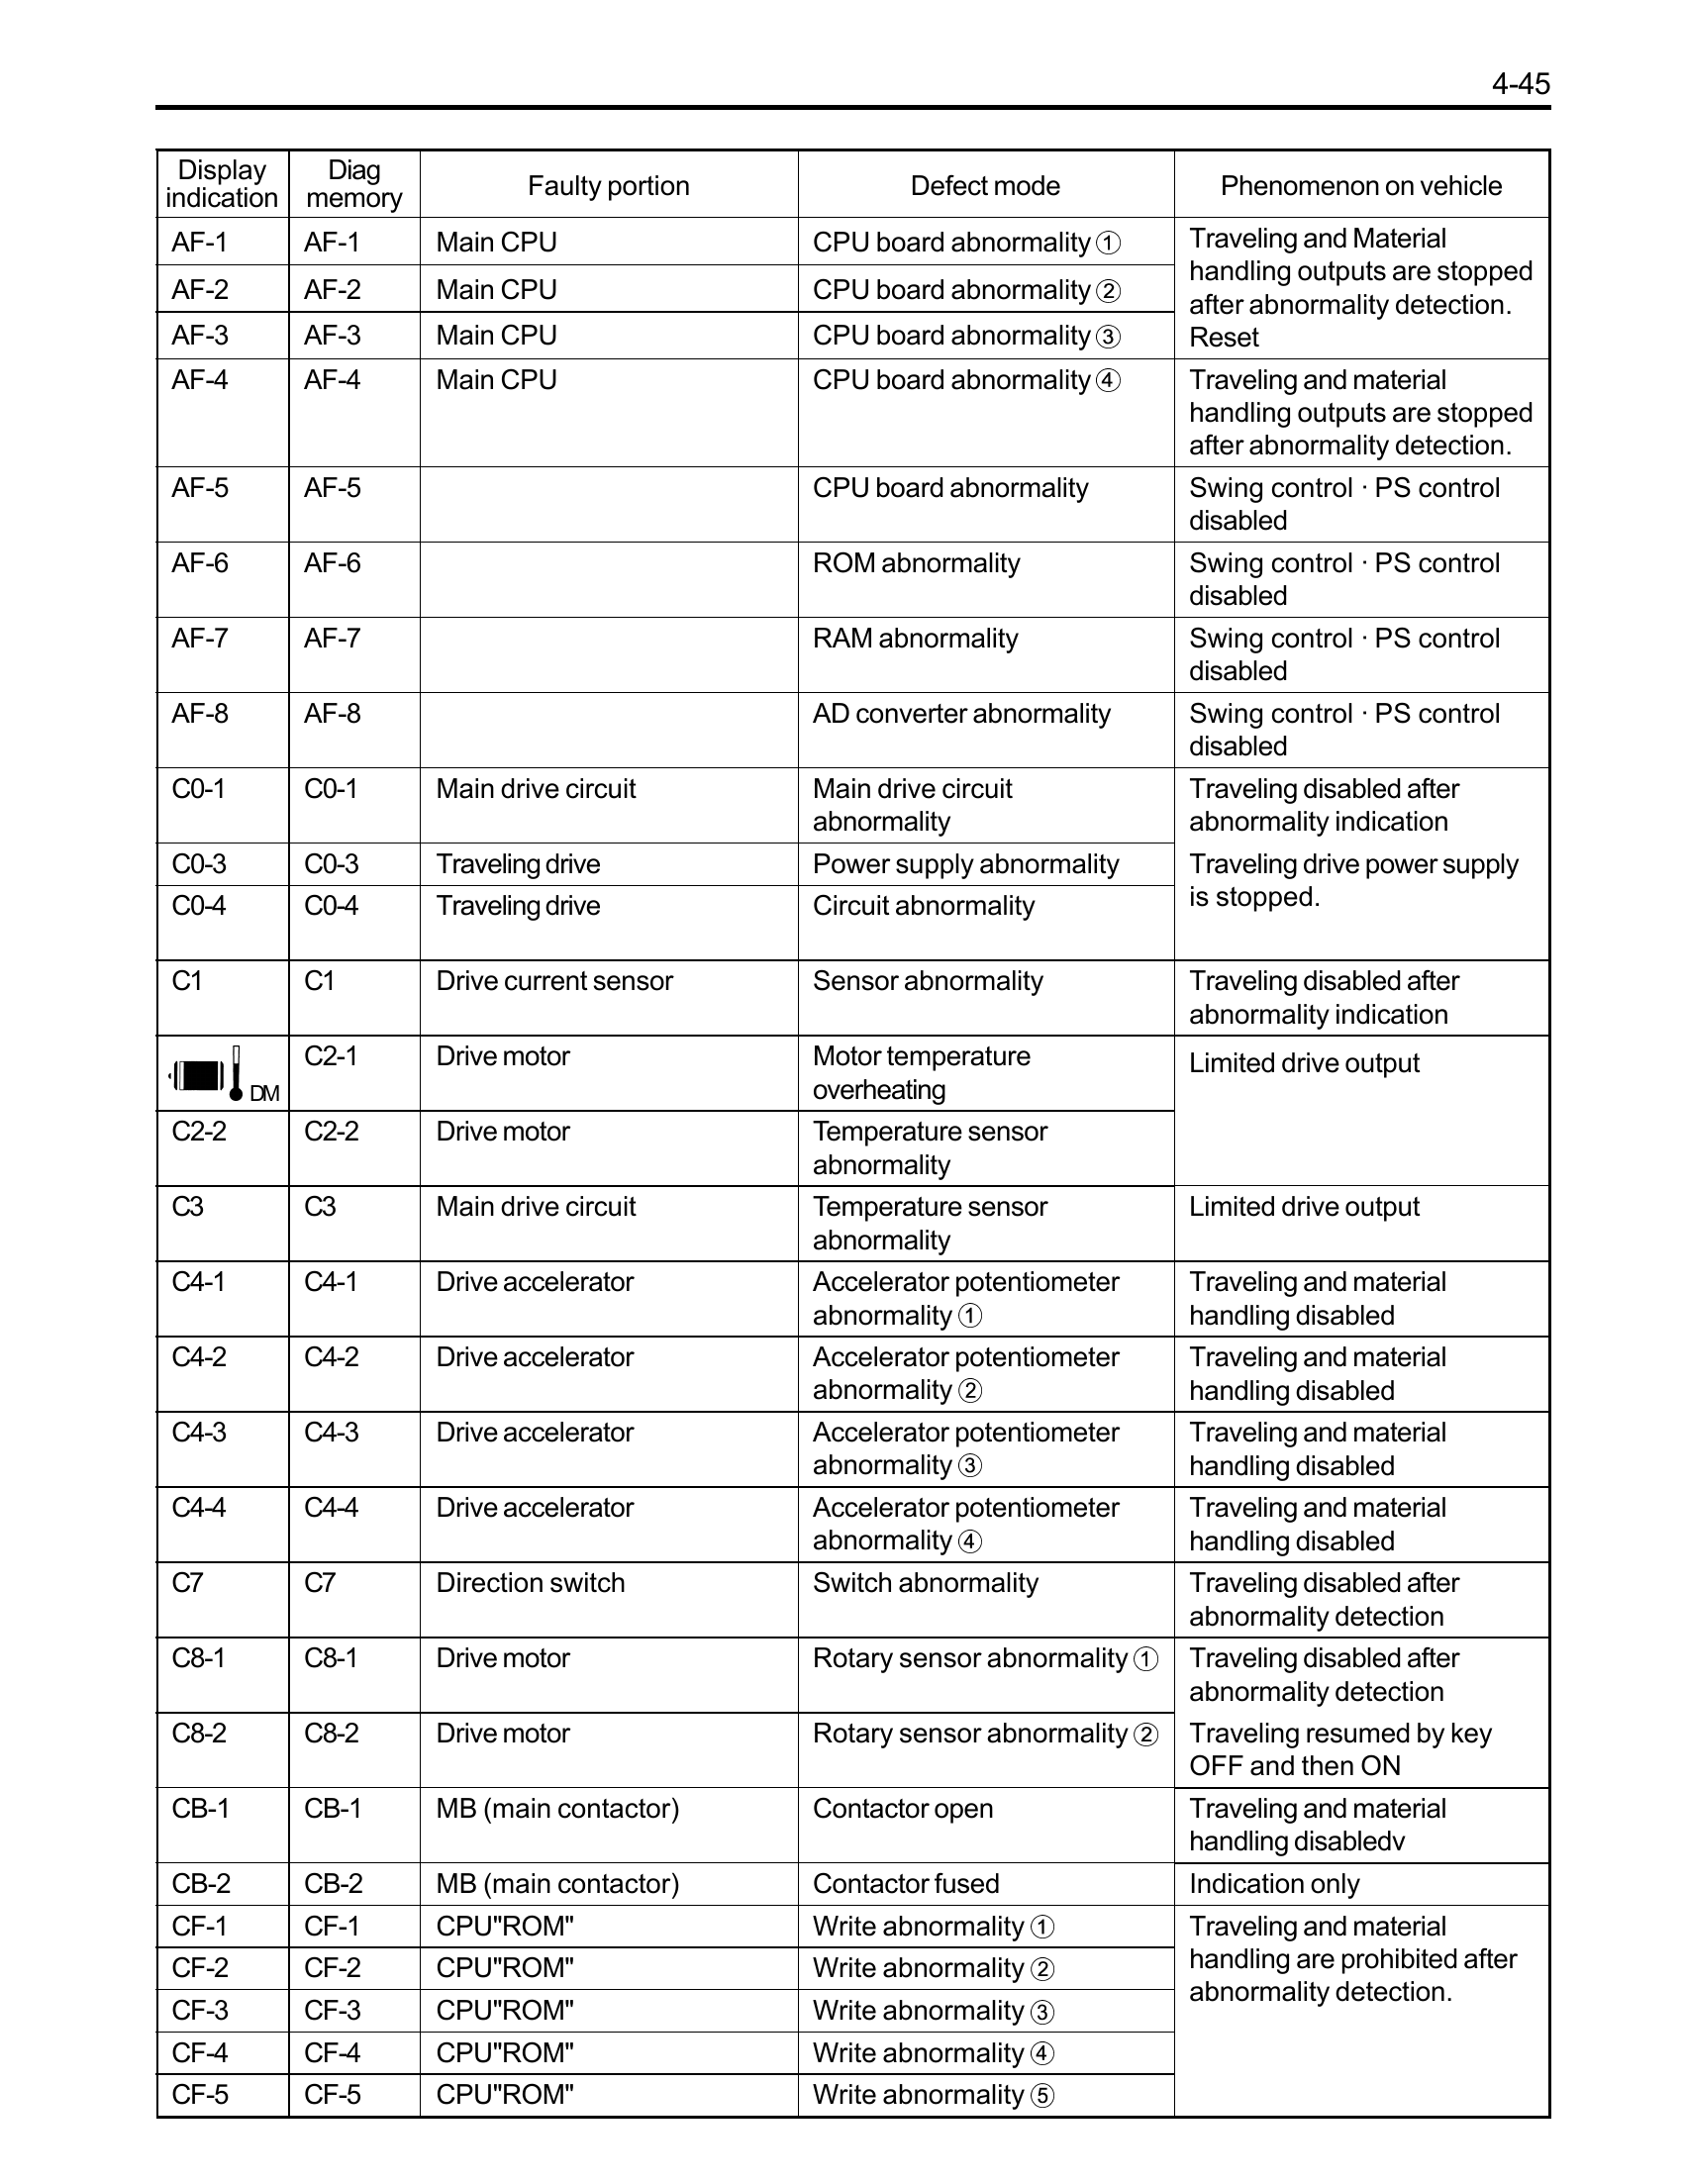 4-45
Display indication Diag memory Faulty portion Defect mode Phenomenon on vehicle
AF-1 AF-1 Main CPU CPU board abnormality ① Traveling and Material
handling outputs are stopped
AF-2 AF-2 Main CPU CPU board abnormality ② after abnormality detection.
AF-3 AF-3 Main CPU CPU board abnormality ③ Reset
AF-4 AF-4 Main CPU CPU board abnormality ④ Traveling and material
handling outputs are stopped
after abnormality detection.
AF-5 AF-5 CPU board abnormality Swing control · PS control
disabled
AF-6 AF-6 ROM abnormality Swing control · PS control
disabled
AF-7 AF-7 RAM abnormality Swing control · PS control
disabled
AF-8 AF-8 AD converter abnormality Swing control · PS control
disabled
C0-1 C0-1 Main drive circuit Main drive circuit Traveling disabled after
abnormality abnormality indication
C0-3 C0-3 Traveling drive Power supply abnormality Traveling drive power supply
C0-4 C0-4 Traveling drive Circuit abnormality is stopped.
C1 C1 Drive current sensor Sensor abnormality Traveling disabled after
abnormality indication
C2-1 Drive motor Motor temperature Limited drive output
DM overheating
C2-2 C2-2 Drive motor Temperature sensor
abnormality
C3 C3 Main drive circuit Temperature sensor Limited drive output
abnormality
C4-1 C4-1 Drive accelerator Accelerator potentiometer Traveling and material
abnormality ① handling disabled
C4-2 C4-2 Drive accelerator Accelerator potentiometer Traveling and material
abnormality ② handling disabled
C4-3 C4-3 Drive accelerator Accelerator potentiometer Traveling and material
abnormality ③ handling disabled
C4-4 C4-4 Drive accelerator Accelerator potentiometer Traveling and material
abnormality ④ handling disabled
C7 C7 Direction switch Switch abnormality Traveling disabled after
abnormality detection
C8-1 C8-1 Drive motor Rotary sensor abnormality ① Traveling disabled after
abnormality detection
C8-2 C8-2 Drive motor Rotary sensor abnormality ② Traveling resumed by key
OFF and then ON
CB-1 CB-1 MB (main contactor) Contactor open Traveling and material
handling disabledv
CB-2 CB-2 MB (main contactor) Contactor fused Indication only
CF-1 CF-1 CPU"ROM" Write abnormality ① Traveling and material
CF-2 CF-2 CPU"ROM" Write abnormality ② handling are prohibited after
abnormality detection.
CF-3 CF-3 CPU"ROM" Write abnormality ③
CF-4 CF-4 CPU"ROM" Write abnormality ④
CF-5 CF-5 CPU"ROM" Write abnormality ⑤